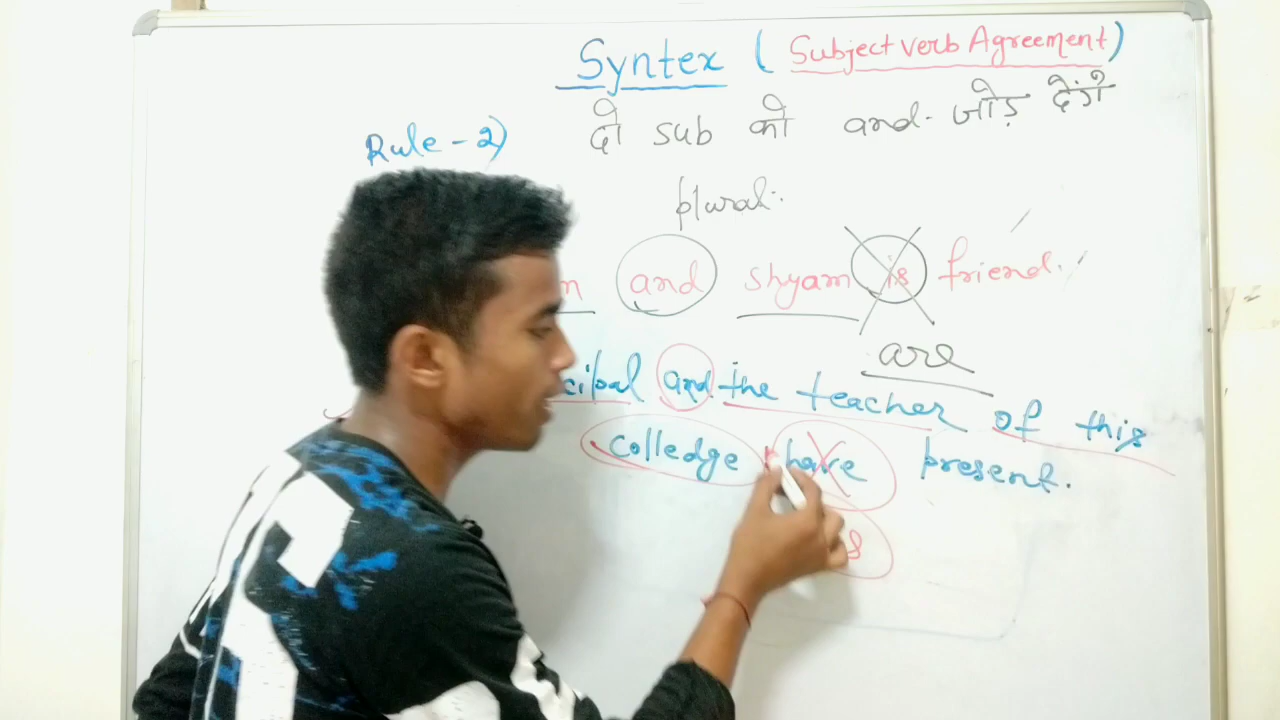 Syntex (Subject verb Agreement)
Rule - 2) दो sub को and. जोड़ देंगे
plural.
and shyam is friend.
are
and the teacher of this
colledge have present.